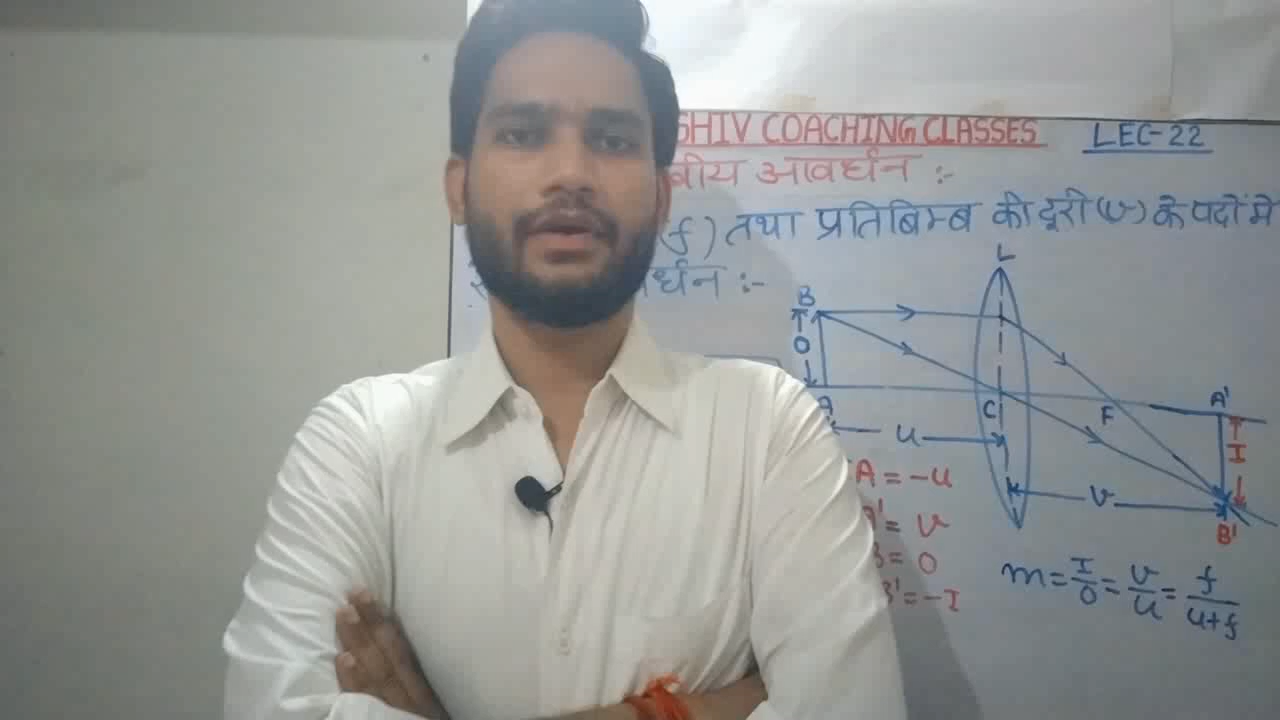 SHIV COACHING CLASSES LEC-22
आवर्धन :-
(f) तथा प्रतिबिम्ब की दूरी (v) के पदों में
र्धन :-
L
B
O
A C F A'
u
I
v
B'
A = -u
A' = v
B = O
B' = -I
m = I/O = v/u = f/u+f